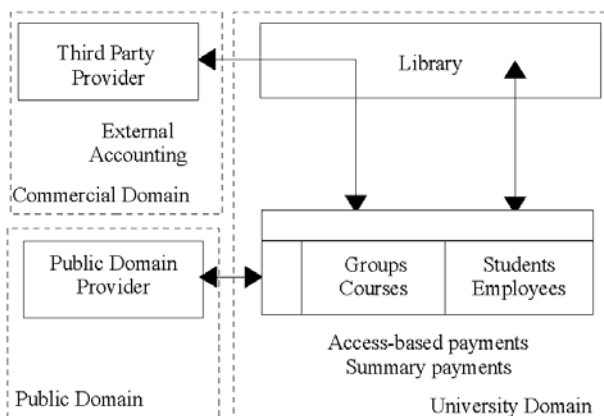 Third Party
Provider
External
Accounting
Commercial Domain
Library
Public Domain
Provider
Public Domain
Groups
Courses
Students
Employees
Access-based payments
Summary payments
University Domain